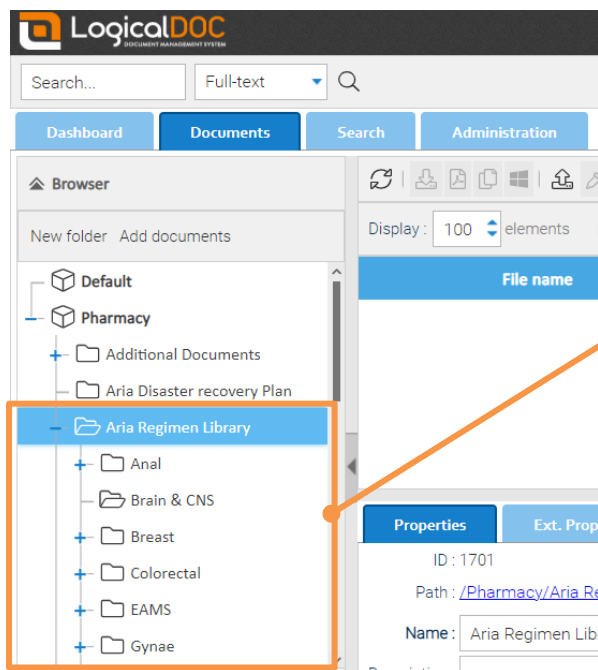 LogicalDOC
DOCUMENT MANAGEMENT SYSTEM
Search...
Full-text
Dashboard
Documents
Search
Administration
Browser
New folder Add documents
Default
Pharmacy
Additional Documents
Aria Disaster recovery Plan
Aria Regimen Library
Anal
Brain & CNS
Breast
Colorectal
EAMS
Gynae
Display : 100 elements
File name
Properties
Ext. Prop
ID : 1701
Path : /Pharmacy/Aria Re
Name : Aria Regimen Lib